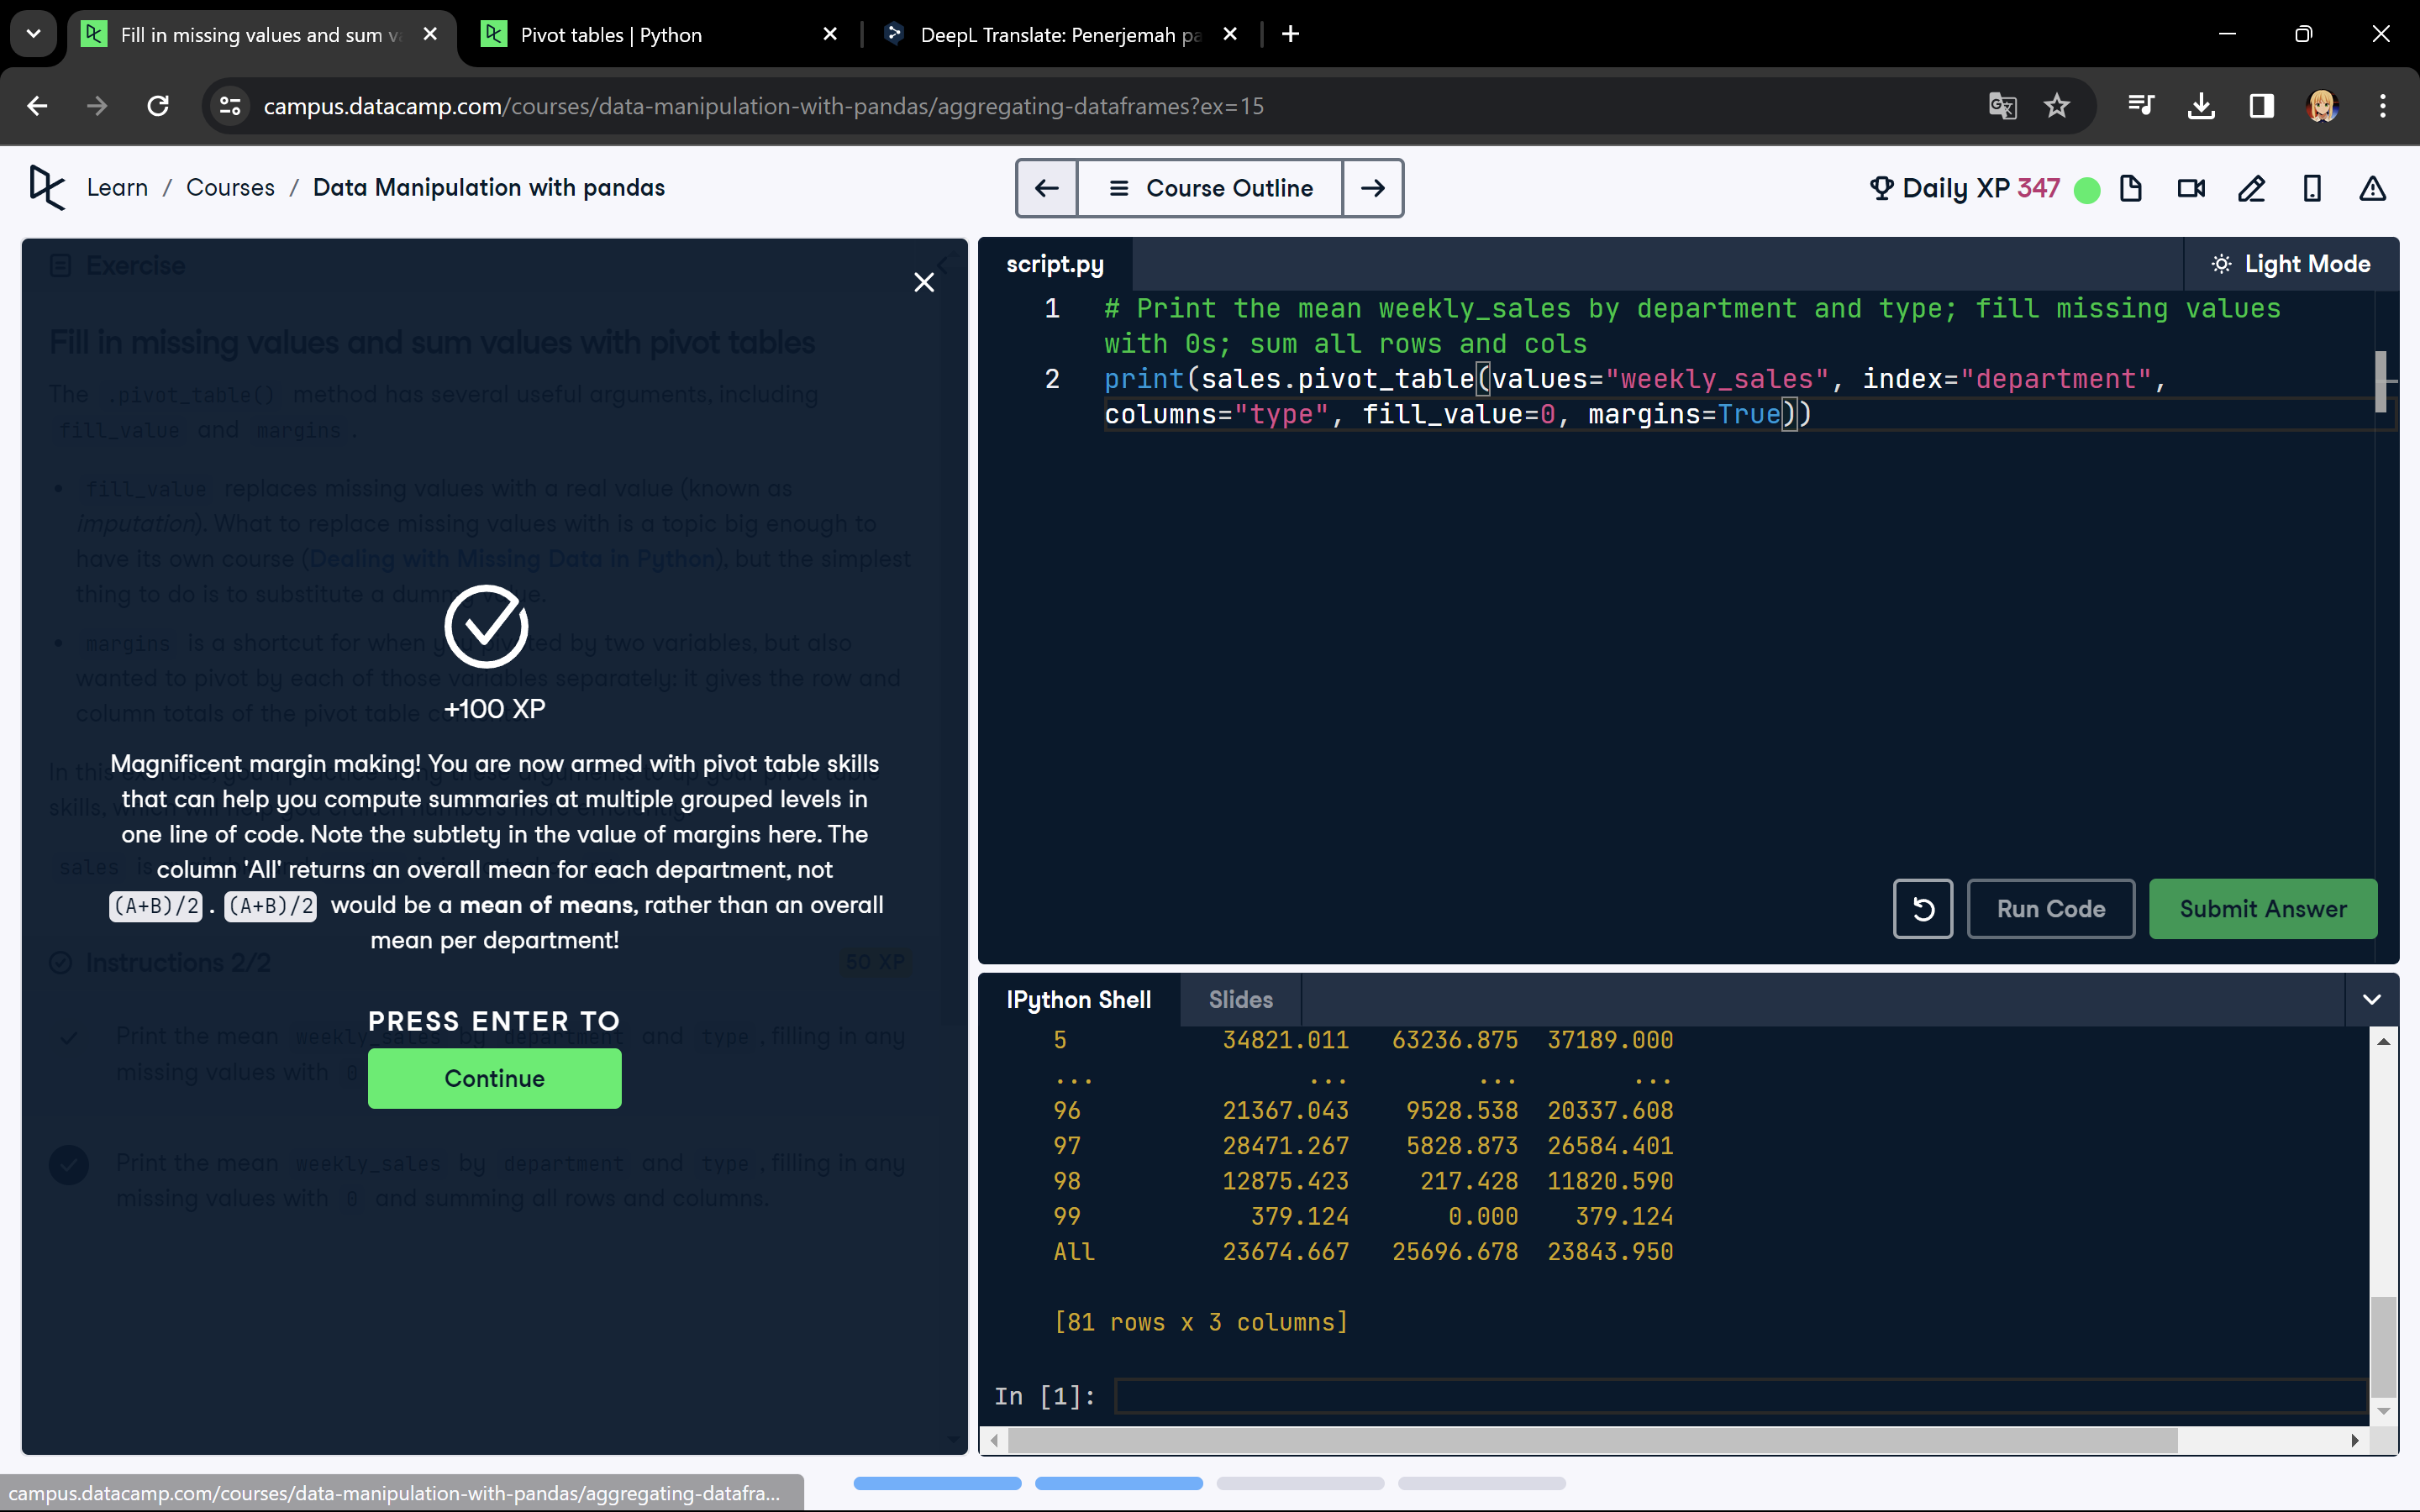 Fill in missing values and sum va
Pivot tables | Python
DeepL Translate: Penerjemah pa
campus.datacamp.com/courses/data-manipulation-with-pandas/aggregating-dataframes?ex=15
Learn / Courses / Data Manipulation with pandas
Course Outline
Daily XP 347
Exercise
Fill in missing values and sum values with pivot tables
The .pivot_table() method has several useful arguments, including
fill_value and margins.
• fill_value replaces missing values with a real value (known as
imputation). What to replace missing values with is a topic big enough to
have its own course (Dealing with Missing Data in Python), but the simplest
thing to do is to substitute a dummy value.
• margins is a shortcut for when you pivoted by two variables, but also
wanted to pivot by each of those variables separately: it gives the row and
column totals of the pivot table
+100 XP
In this
skills,
sales is
Magnificent margin making! You are now armed with pivot table skills
that can help you compute summaries at multiple grouped levels in
one line of code. Note the subtlety in the value of margins here. The
column 'All' returns an overall mean for each department, not
(A+B)/2. (A+B)/2 would be a mean of means, rather than an overall
mean per department!
Instructions 2/2
50 XP
PRESS ENTER TO
Continue
Print the mean weekly_sales by department and type, filling in any
missing values with 0
Print the mean weekly_sales by department and type, filling in any
missing values with 0 and summing all rows and columns.
script.py
Light Mode
1 # Print the mean weekly_sales by department and type; fill missing values
with 0s; sum all rows and cols
2 print(sales.pivot_table(values="weekly_sales", index="department",
columns="type", fill_value=0, margins=True))
Run Code
Submit Answer
IPython Shell
Slides
5 34821.011 63236.875 37189.000
... ... ... ...
96 21367.043 9528.538 20337.608
97 28471.267 5828.873 26584.401
98 12875.423 217.428 11820.590
99 379.124 0.000 379.124
All 23674.667 25696.678 23843.950
[81 rows x 3 columns]
In [1]:
campus.datacamp.com/courses/data-manipulation-with-pandas/aggregating-datafra...